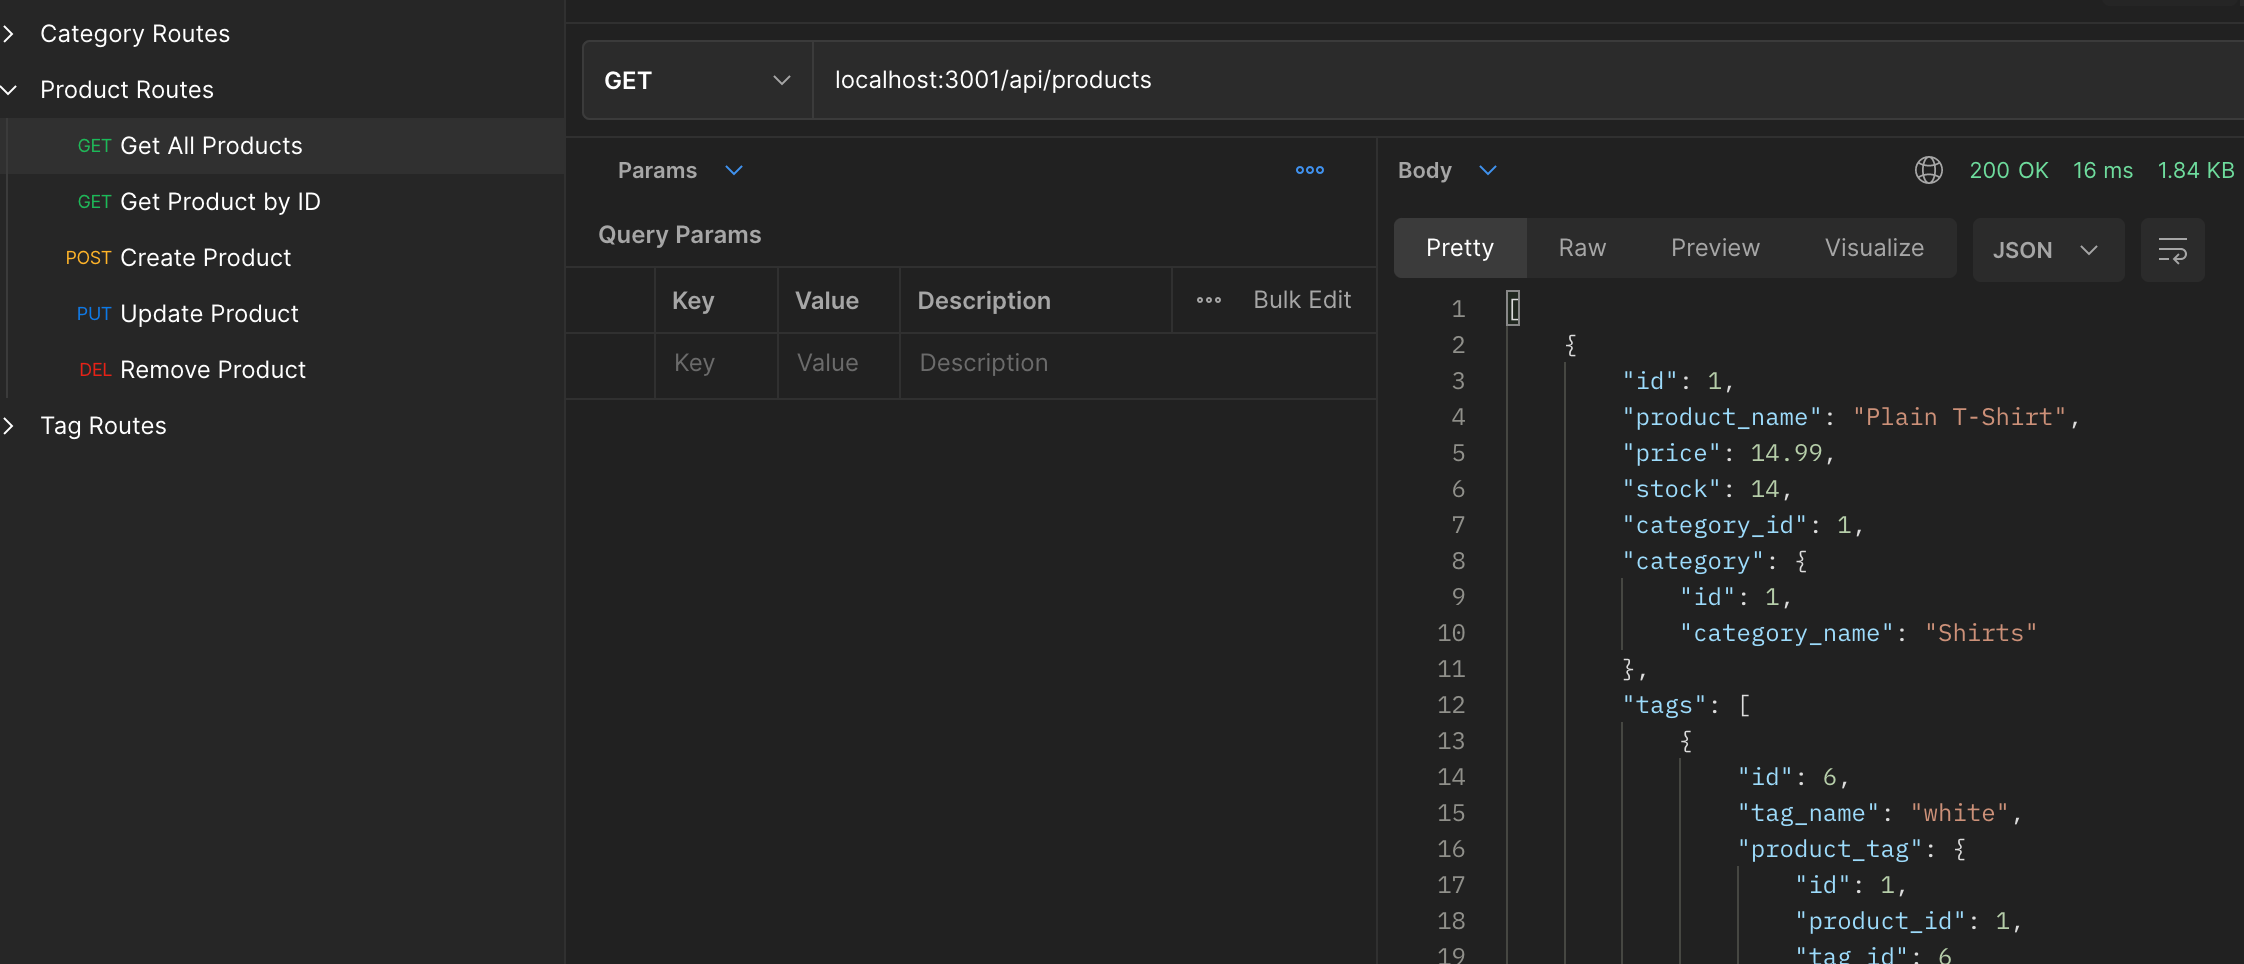 Category Routes
Product Routes
GET Get All Products
GET Get Product by ID
POST Create Product
PUT Update Product
DEL Remove Product
Tag Routes
GET
localhost:3001/api/products
Params
Query Params
Key Value Description Bulk Edit
Key Value Description
Body 200 OK 16 ms 1.84 KB
Pretty Raw Preview Visualize JSON
1 [
2 {
3 "id": 1,
4 "product_name": "Plain T-Shirt",
5 "price": 14.99,
6 "stock": 14,
7 "category_id": 1,
8 "category": {
9 "id": 1,
10 "category_name": "Shirts"
11 },
12 "tags": [
13 {
14 "id": 6,
15 "tag_name": "white",
16 "product_tag": {
17 "id": 1,
18 "product_id": 1,
19 "tag_id": 6